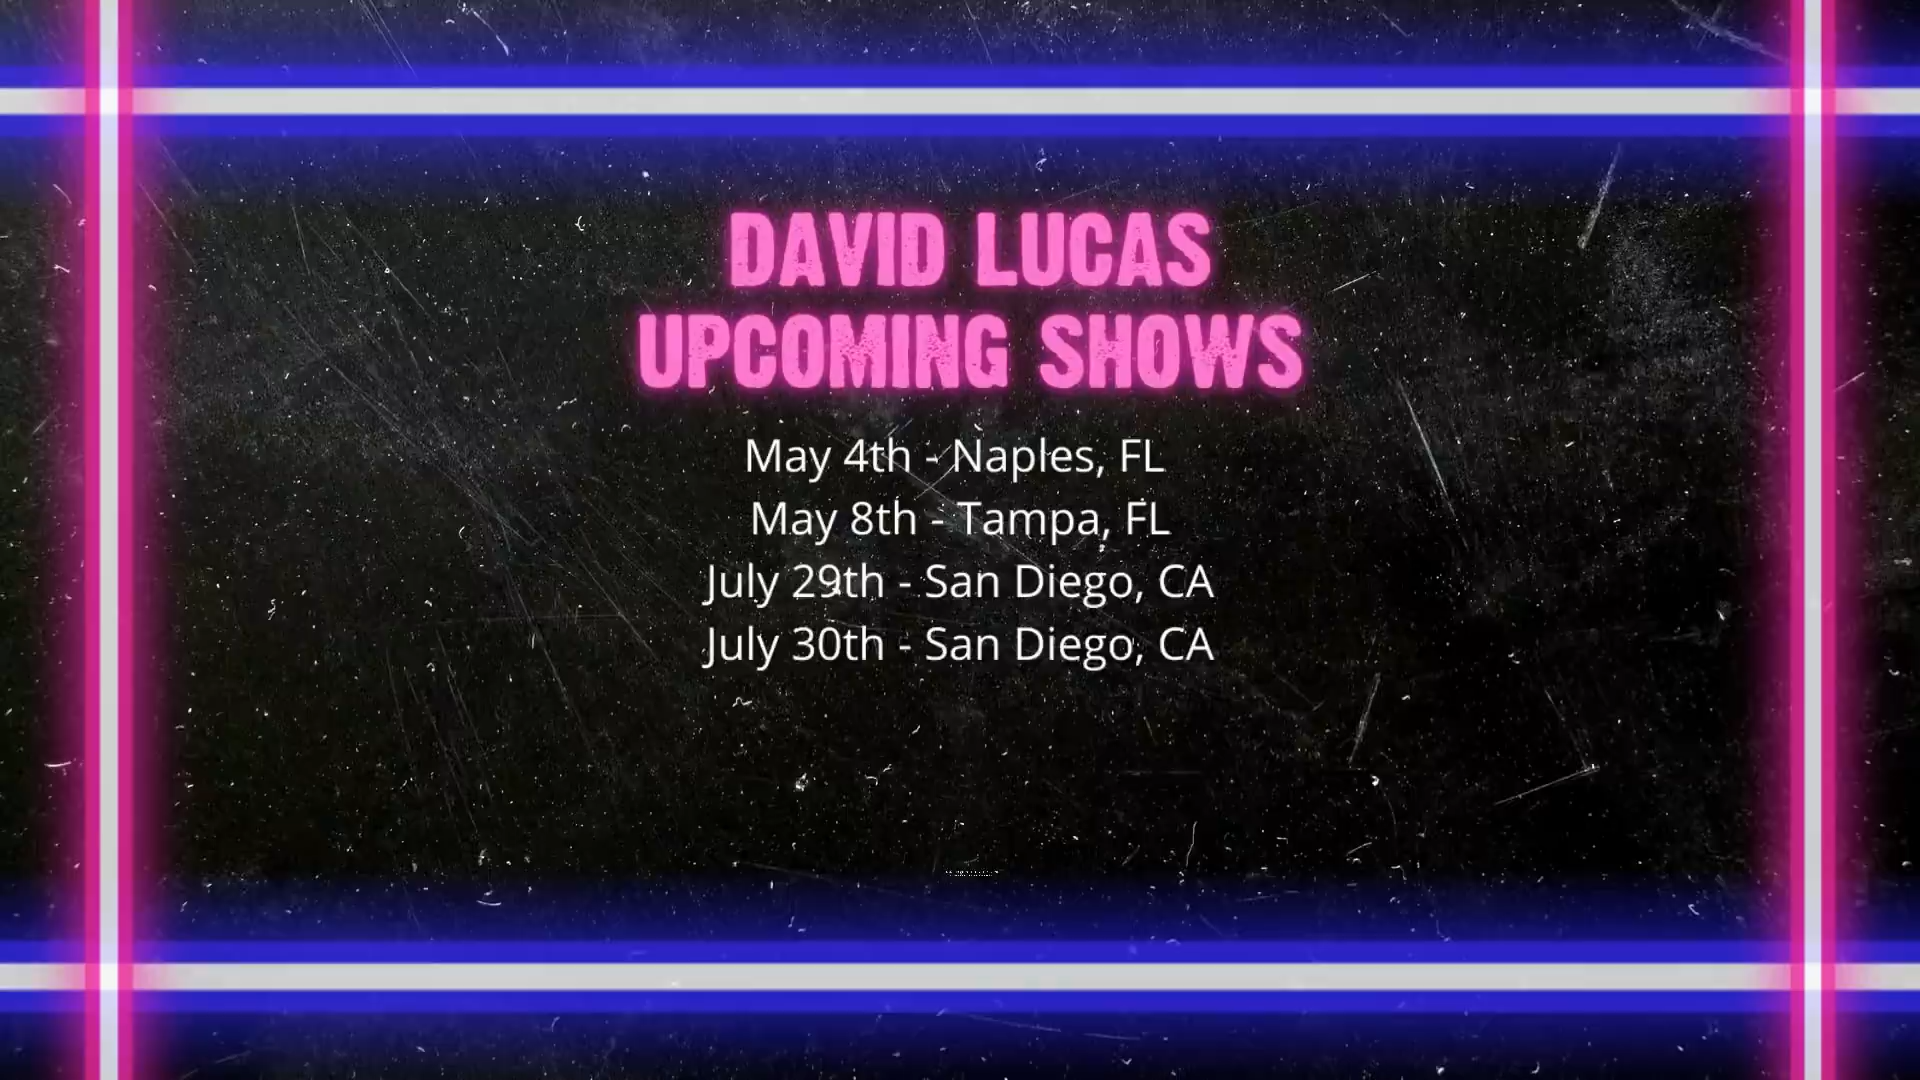 DAVID LUCAS
UPCOMING SHOWS
May 4th - Naples, FL
May 8th - Tampa, FL
July 29th - San Diego, CA
July 30th - San Diego, CA